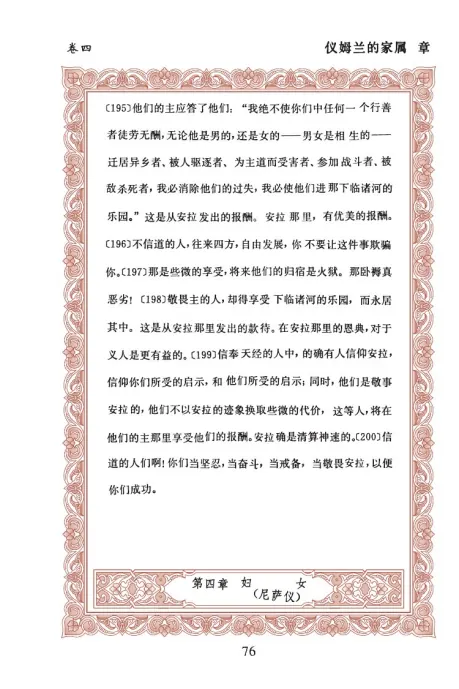 卷四
仪姆兰的家属 章
〔195〕他们的主应答了他们：“我绝不使你们中任何一个行善
者徒劳无酬，无论他是男的，还是女的——男女是相生的——
迁居异乡者、被人驱逐者、为主道而受害者、参加战斗者、被
敌杀死者，我必消除他们的过失，我必使他们进那下临诸河的
乐园。”这是从安拉发出的报酬。安拉那里，有优美的报酬。
〔196〕不信道的人，往来四方，自由发展，你不要让这件事欺骗
你。〔197〕那是些微的享受，将来他们的归宿是火狱。那卧褥真
恶劣！〔198〕敬畏主的人，却得享受下临诸河的乐园，而永居
其中。这是从安拉那里发出的款待。在安拉那里的恩典，对于
义人是更有益的。〔199〕信奉天经的人中，的确有人信仰安拉，
信仰你们所受的启示，和他们所受的启示；同时，他们是敬事
安拉的，他们不以安拉的迹象换取些微的代价，这等人，将在
他们的主那里享受他们的报酬。安拉确是清算神速的。〔200〕信
道的人们啊！你们当坚忍，当奋斗，当戒备，当敬畏安拉，以便
你们成功。
第四章 妇 女
（尼萨仪）
76